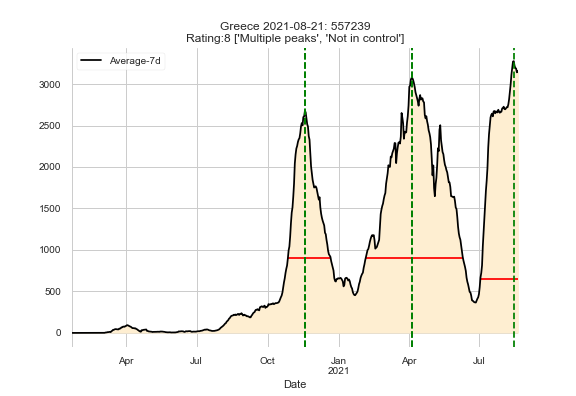 Greece 2021-08-21: 557239
Rating:8 ['Multiple peaks', 'Not in control']
Average-7d
3000
2500
2000
1500
1000
500
0
Apr
Jul
Oct
Jan
2021
Apr
Jul
Date